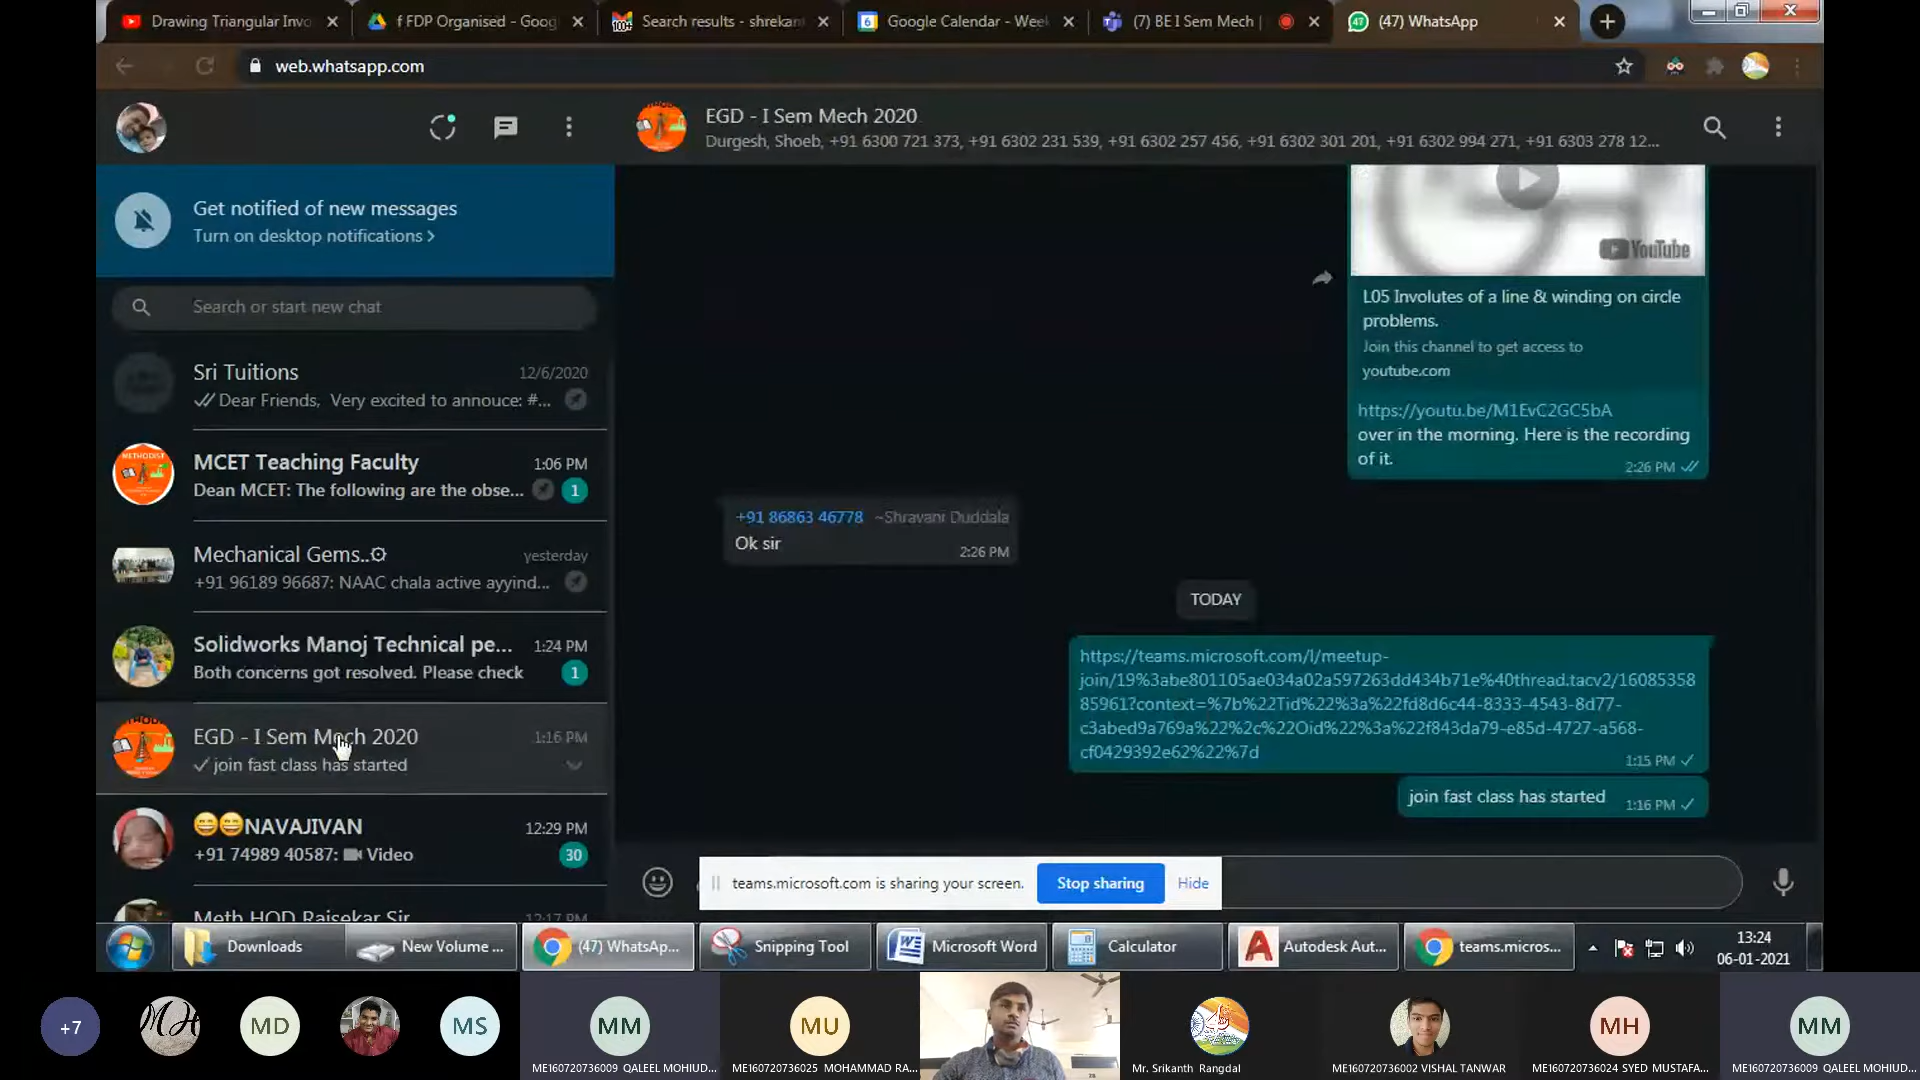 Drawing Triangular Invo
f FDP Organised - Goog
Search results - shrekan
Google Calendar - Week
(7) BE I Sem Mech |
(47) WhatsApp
web.whatsapp.com
EGD - I Sem Mech 2020
Durgesh, Shoeb, +91 6300 721 373, +91 6302 231 539, +91 6302 257 456, +91 6302 301 201, +91 6302 994 271, +91 6303 278 12...
Get notified of new messages
Turn on desktop notifications >
Search or start new chat
Sri Tuitions
12/6/2020
Dear Friends, Very excited to annouce: #...
MCET Teaching Faculty
1:06 PM
Dean MCET: The following are the obse...
1
Mechanical Gems..⚙
yesterday
+91 96189 96687: NAAC chala active ayyind...
Solidworks Manoj Technical pe...
1:24 PM
Both concerns got resolved. Please check
1
EGD - I Sem Mech 2020
1:16 PM
join fast class has started
😄😄NAVAJIVAN
12:29 PM
+91 74989 40587: Video
30
Meth HOD Rajsekar Sir
12:17 PM
YouTube
L05 Involutes of a line & winding on circle
problems.
Join this channel to get access to
youtube.com
https://youtu.be/M1EvC2GC5bA
over in the morning. Here is the recording
of it.
2:26 PM
+91 86863 46778 ~Shravani Duddala
Ok sir
2:26 PM
TODAY
https://teams.microsoft.com/l/meetup-
join/19%3abe801105ae034a02a597263dd434b71e%40thread.tacv2/16085358
85961?context=%7b%22Tid%22%3a%22fd8d6c44-8333-4543-8d77-
c3abed9a769a%22%2c%22Oid%22%3a%22f843da79-e85d-4727-a568-
cf0429392e62%22%7d
1:15 PM
join fast class has started
1:16 PM
teams.microsoft.com is sharing your screen.
Stop sharing
Hide
Downloads
New Volume ...
(47) WhatsAp...
Snipping Tool
Microsoft Word
Calculator
Autodesk Aut...
teams.micros...
13:24
06-01-2021
+7
MH
MD
MS
MM
MU
MH
MM
ME160720736009 QALEEL MOHIUD...
ME160720736025 MOHAMMAD RA...
Mr. Srikanth Rangdal
ME160720736002 VISHAL TANWAR
ME160720736024 SYED MUSTAFA...
ME160720736009 QALEEL MOHIUD...